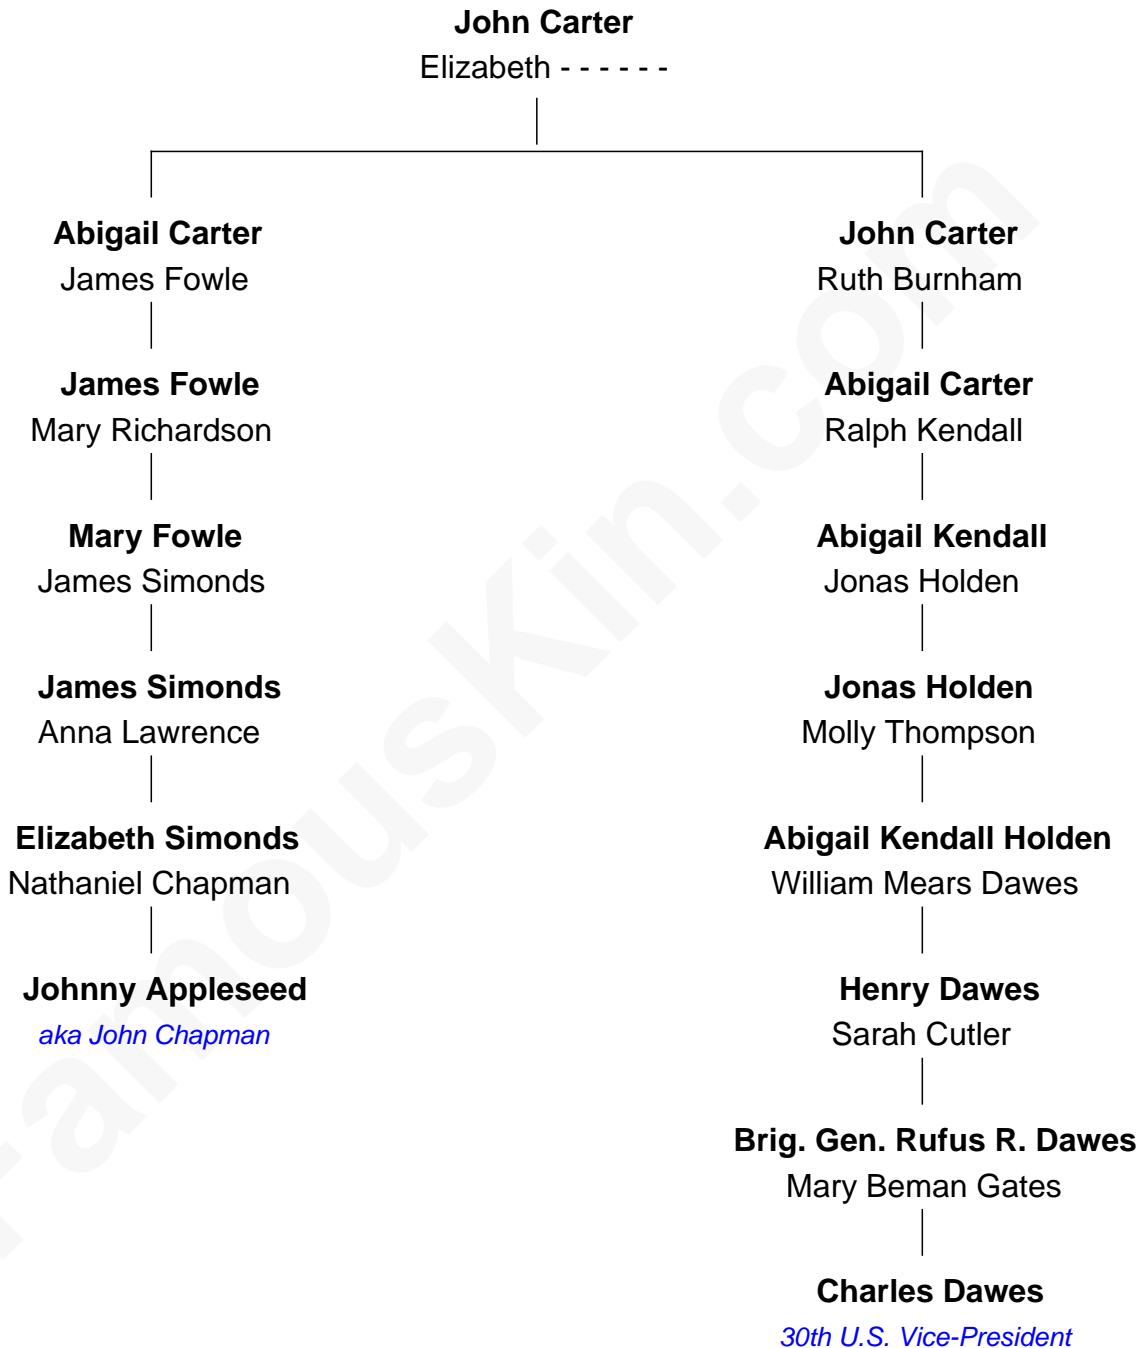 John Carter
Elizabeth - - - - - -
Abigail Carter
James Fowle
John Carter
Ruth Burnham
James Fowle
Mary Richardson
Abigail Carter
Ralph Kendall
Mary Fowle
James Simonds
Abigail Kendall
Jonas Holden
James Simonds
Anna Lawrence
Jonas Holden
Molly Thompson
Elizabeth Simonds
Nathaniel Chapman
Abigail Kendall Holden
William Mears Dawes
Johnny Appleseed
aka John Chapman
Henry Dawes
Sarah Cutler
Brig. Gen. Rufus R. Dawes
Mary Beman Gates
Charles Dawes
30th U.S. Vice-President
FamousKin.com